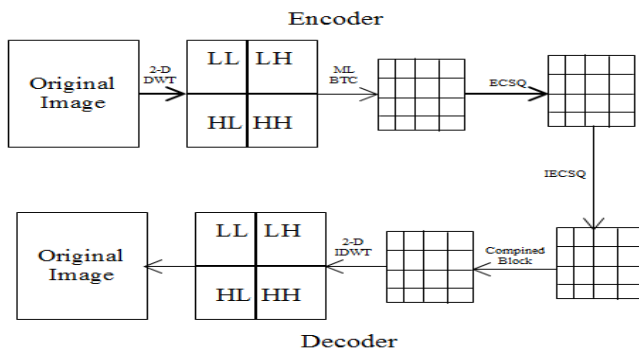 Encoder
Original
Image
2-D
DWT
LL LH
HL HH
ML
BTC
ECSQ
IECSQ
Original
Image
LL LH
HL HH
2-D
IDWT
Compined
Block
Decoder